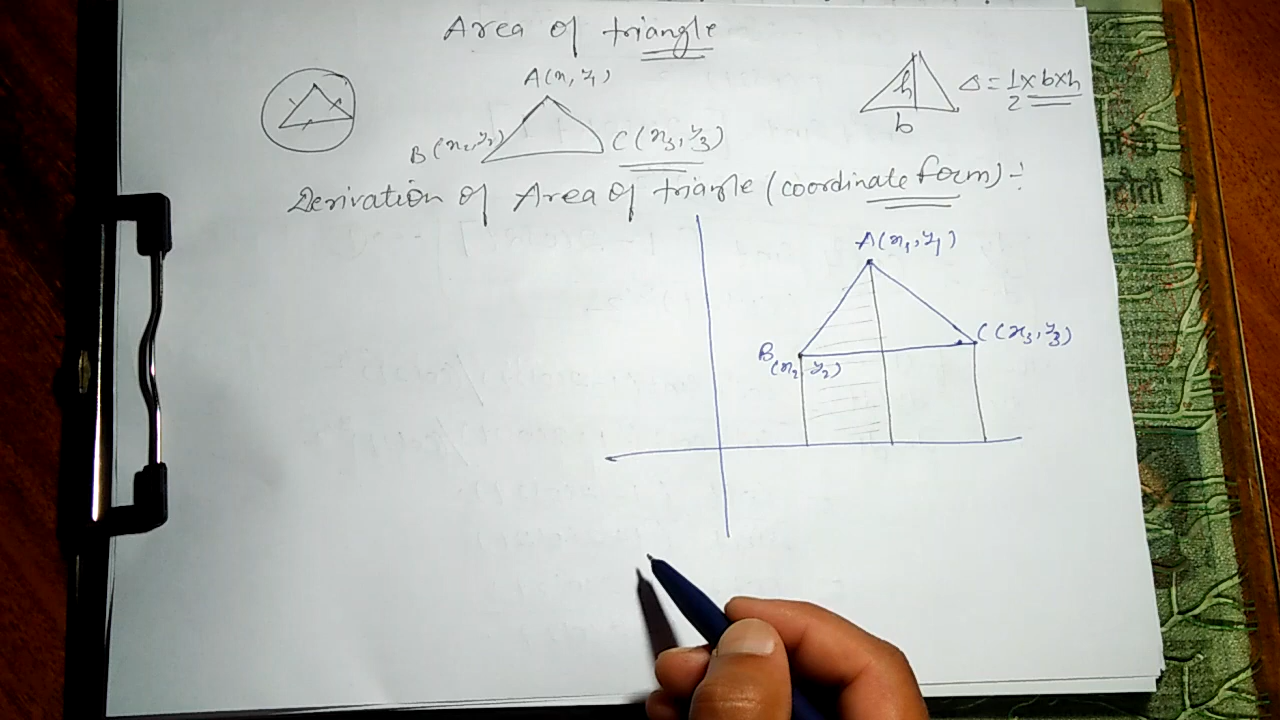 Area of triangle
A(x, y1)
h Δ = 1/2 × b×h
b
B(x2, y2) C(x3, y3)
Derivation of Area of triangle (coordinate form) -:
A(x1, y1)
C(x3, y3)
B(x2 y2)